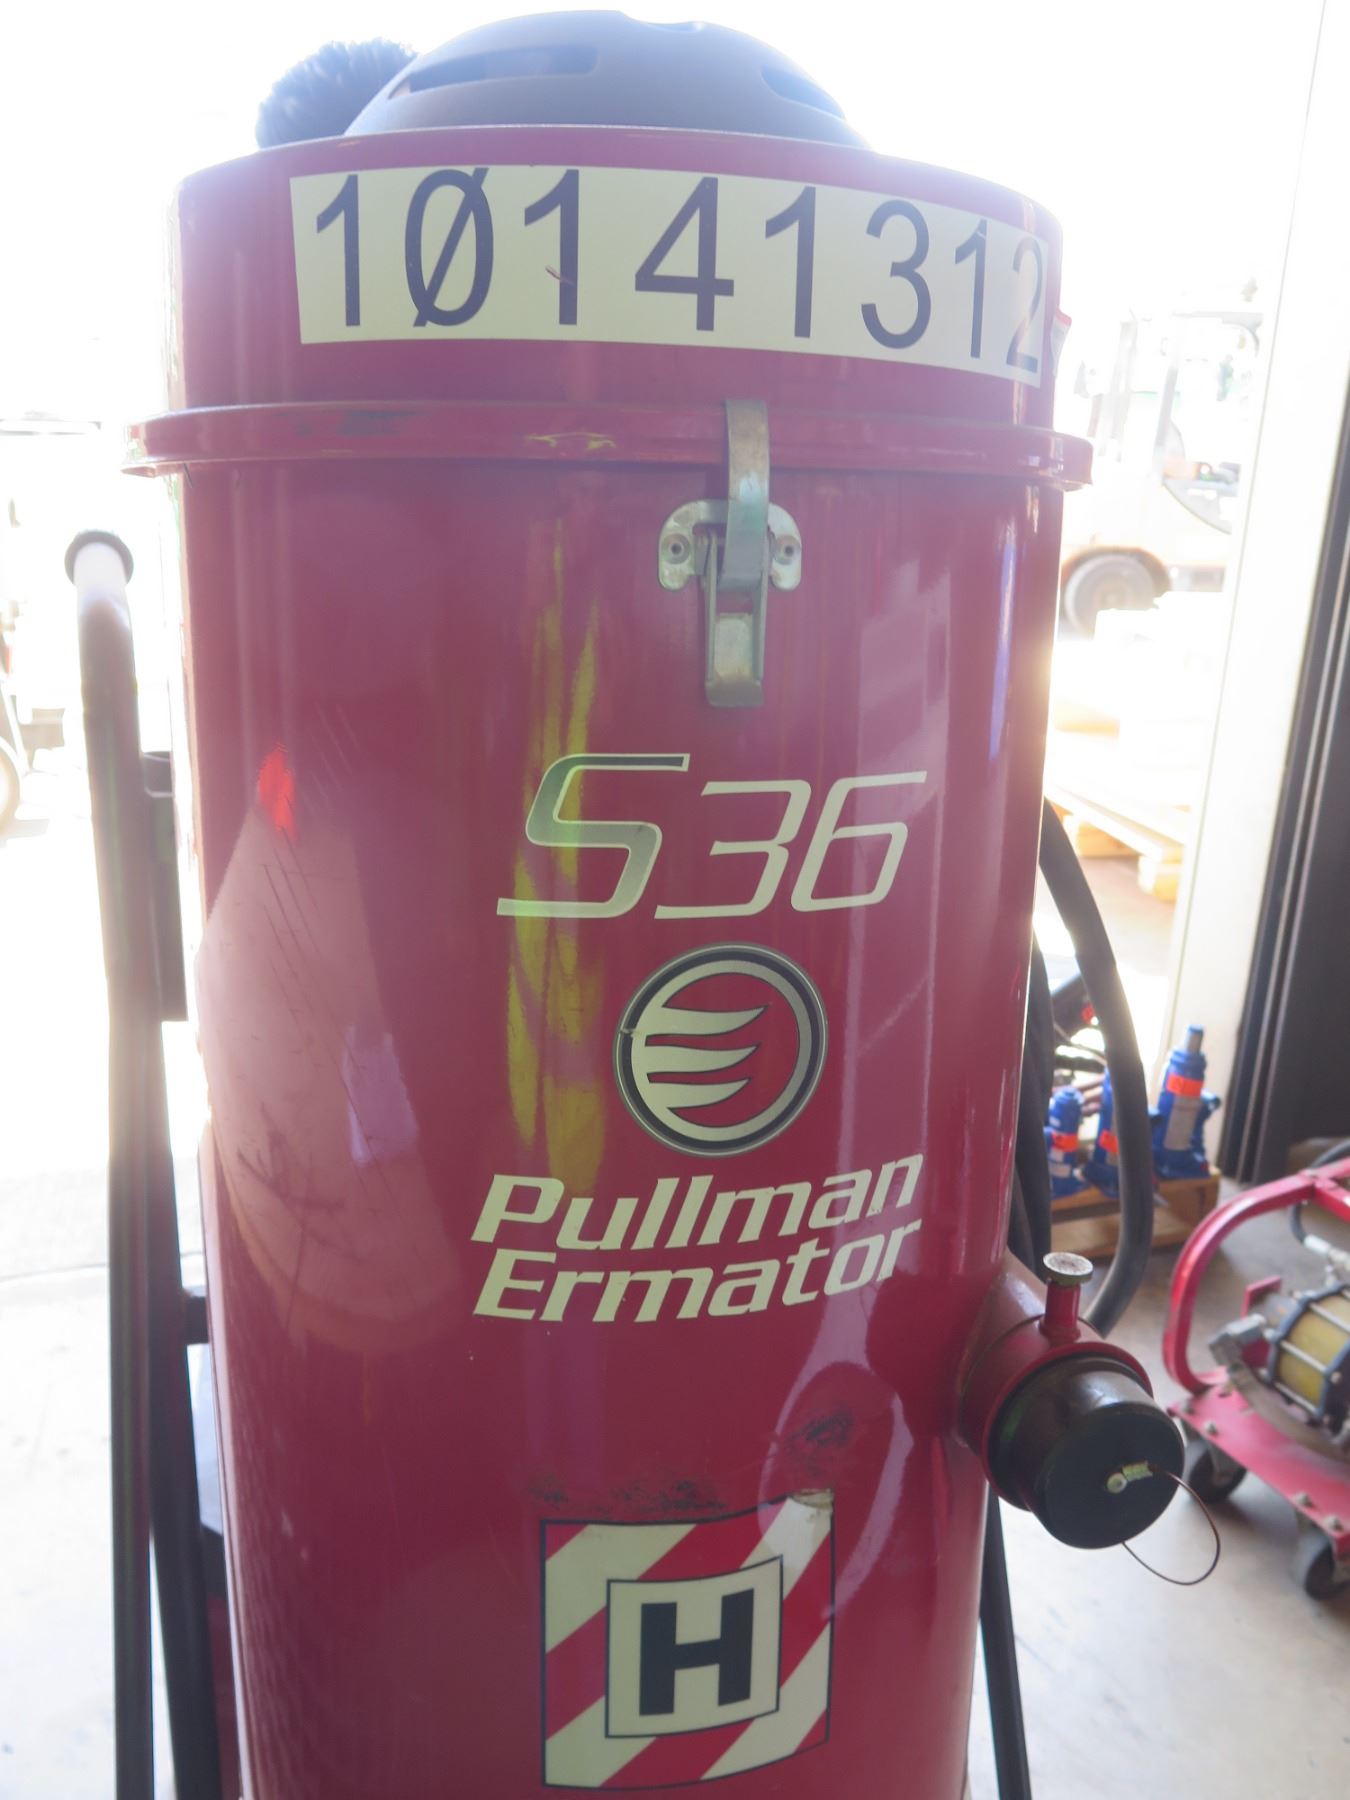 1Ø141312
S36
Pullman
Ermator
H